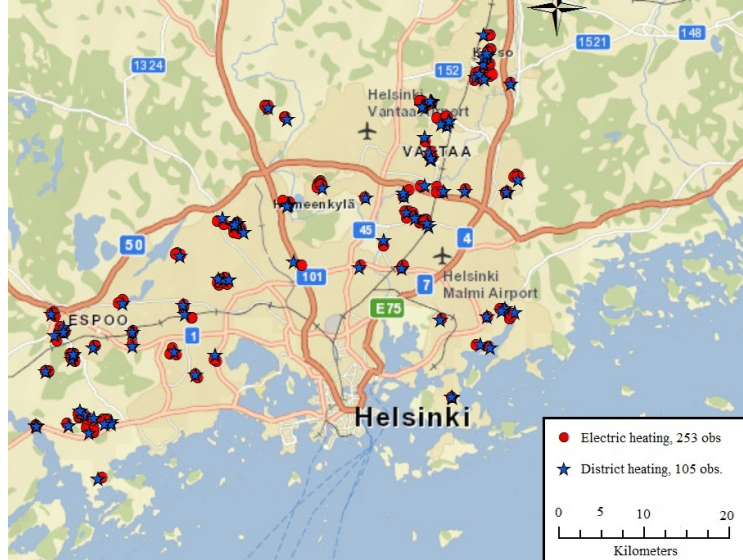 148
1521
1324
152
Helsinki
Vantaa Airport
VANTAA
Hämeenkylä
50
45
4
101
7
Helsinki
Malmi Airport
E75
ESPOO
1
Helsinki
Electric heating, 253 obs
District heating, 105 obs.
0 5 10 20
Kilometers